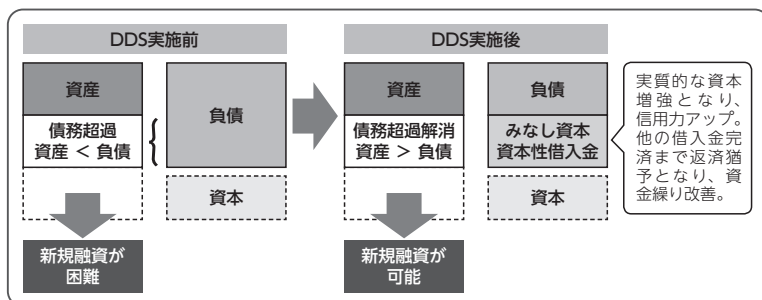 DDS実施前
資産
債務超過
資産 < 負債
負債
資本
新規融資が
困難
DDS実施後
資産
債務超過解消
資産 > 負債
負債
みなし資本
資本性借入金
資本
新規融資が
可能
実質的な資本
増強となり、
信用力アップ。
他の借入金完
済まで返済猶
予となり、資
金繰り改善。